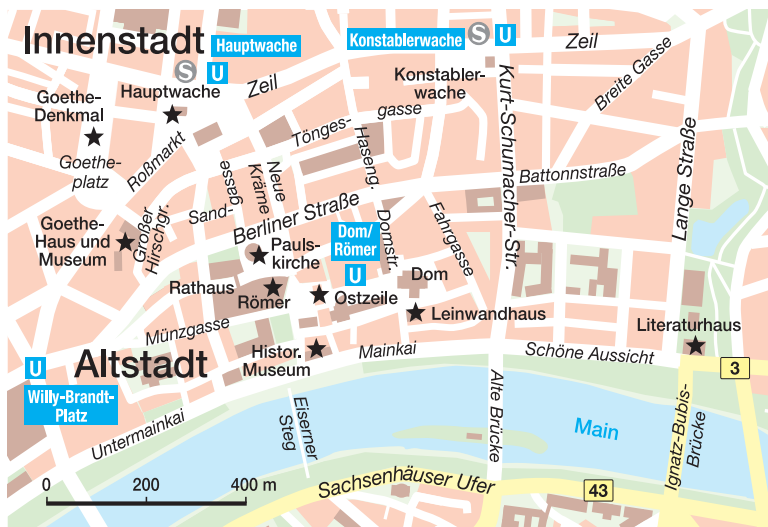 Innenstadt
Hauptwache
S
U
Konstablerwache
S
U
Zeil
Konstabler-
wache
Breite Gasse
Goethe-
Denkmal
Hauptwache
Zeil
Kurt-Schumacher-Str.
Roßmarkt
Goethe-
platz
Tönges-
gasse
Haseng.
Neue
Kräme
Sand-
gasse
Battonnstraße
Lange Straße
Berliner Straße
Goethe-
Haus und
Museum
Großer
Hirschgr.
Dom/
Römer
U
Domstr.
Fahrgasse
Pauls-
kirche
Dom
Rathaus
Römer
Ostzeile
Leinwandhaus
Münzgasse
Literaturhaus
Altstadt
Histor.
Museum
Mainkai
Schöne Aussicht
3
U
Willy-Brandt-
Platz
Untermainkai
Eiserner
Steg
Alte Brücke
Main
Ignatz-Bubis-
Brücke
Sachsenhäuser Ufer
43
0 200 400 m